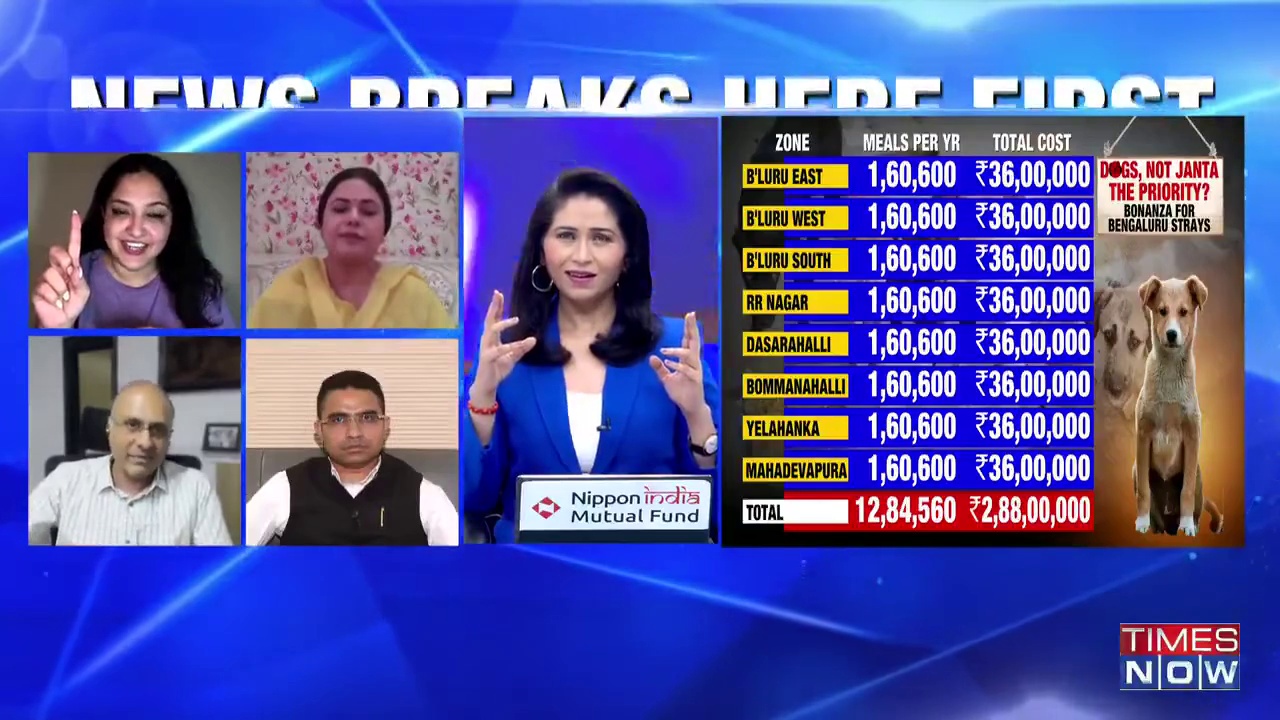 NEWS BREAKS HERE FIRST
ZONE MEALS PER YR TOTAL COST
B'LURU EAST 1,60,600 ₹36,00,000
B'LURU WEST 1,60,600 ₹36,00,000
B'LURU SOUTH 1,60,600 ₹36,00,000
RR NAGAR 1,60,600 ₹36,00,000
DASARAHALLI 1,60,600 ₹36,00,000
BOMMANAHALLI 1,60,600 ₹36,00,000
YELAHANKA 1,60,600 ₹36,00,000
MAHADEVAPURA 1,60,600 ₹36,00,000
TOTAL 12,84,560 ₹2,88,00,000
DOGS, NOT JANTA
THE PRIORITY?
BONANZA FOR
BENGALURU STRAYS
Nippon india
Mutual Fund
TIMES
NOW